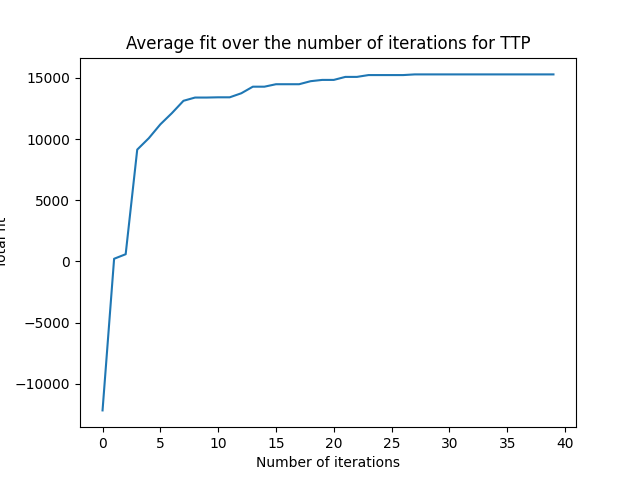 Average fit over the number of iterations for TTP
15000
10000
5000
0
−5000
−10000
fit
0 5 10 15 20 25 30 35 40
Number of iterations